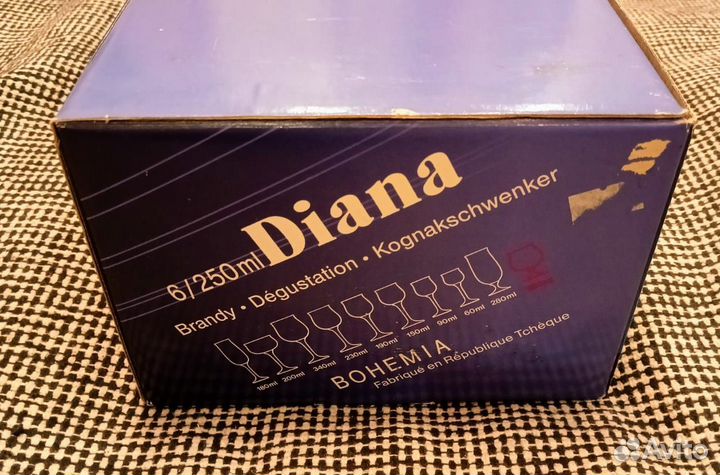 6/250ml Diana
Brandy • Dégustation • Kognakschwenker
180ml 200ml 340ml 230ml 190ml 150ml 90ml 60ml 280ml
BOHEMIA
Fabriqué en République Tchèque
Avito